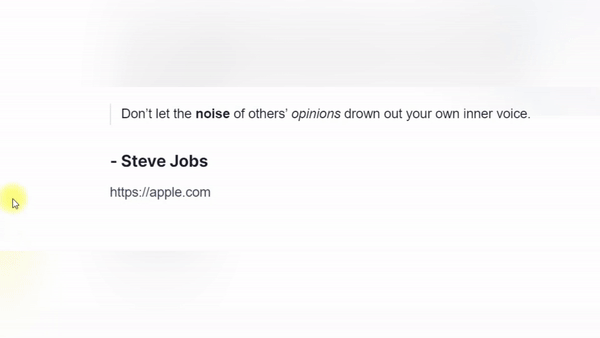 Don’t let the noise of others’ opinions drown out your own inner voice.
- Steve Jobs
https://apple.com